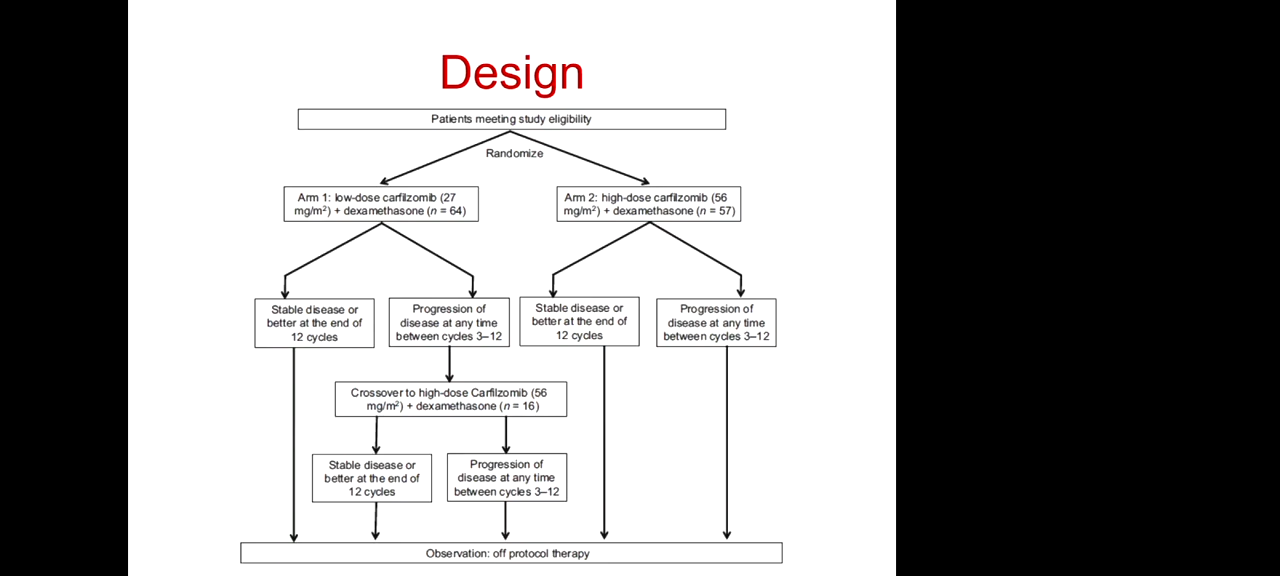 Design
Patients meeting study eligibility
Randomize
Arm 1: low-dose carfilzomib (27
mg/m²) + dexamethasone (n = 64)
Arm 2: high-dose carfilzomib (56
mg/m²) + dexamethasone (n = 57)
Stable disease or
better at the end of
12 cycles
Progression of
disease at any time
between cycles 3–12
Stable disease or
better at the end of
12 cycles
Progression of
disease at any time
between cycles 3–12
Crossover to high-dose Carfilzomib (56
mg/m²) + dexamethasone (n = 16)
Stable disease or
better at the end of
12 cycles
Progression of
disease at any time
between cycles 3–12
Observation: off protocol therapy